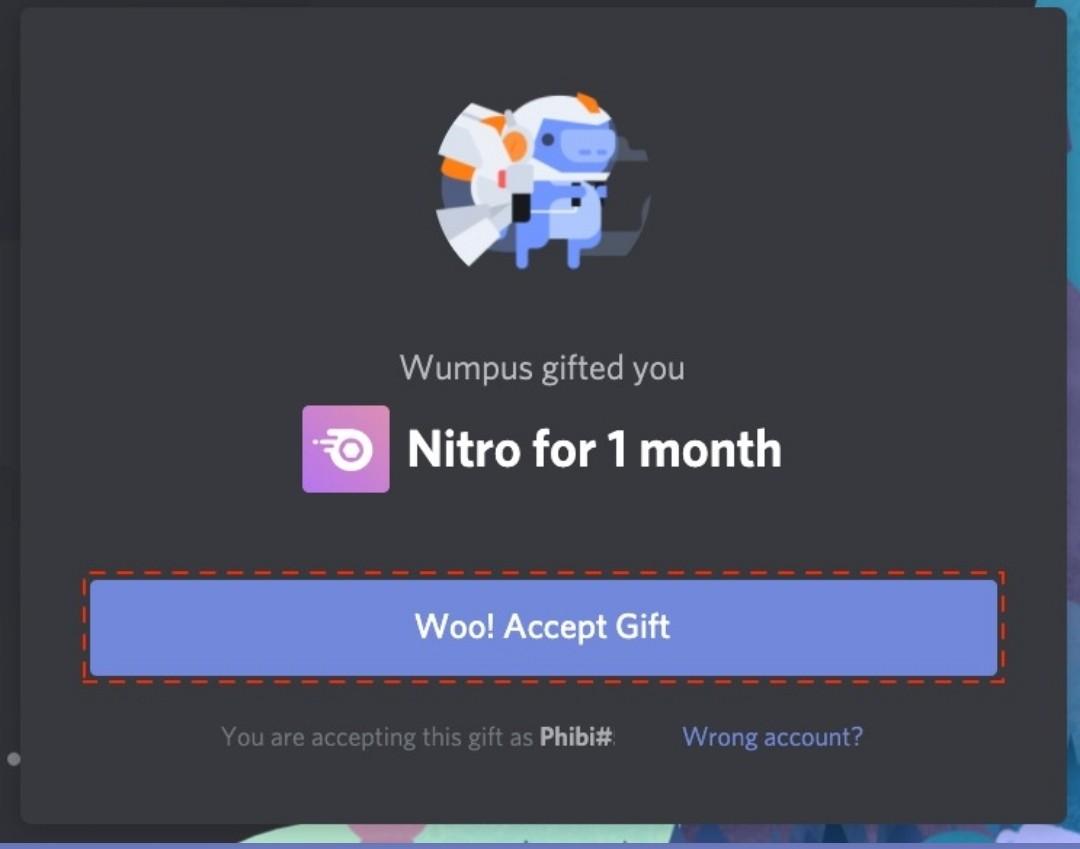 Wumpus gifted you
Nitro for 1 month
Woo! Accept Gift
You are accepting this gift as Phibi# Wrong account?